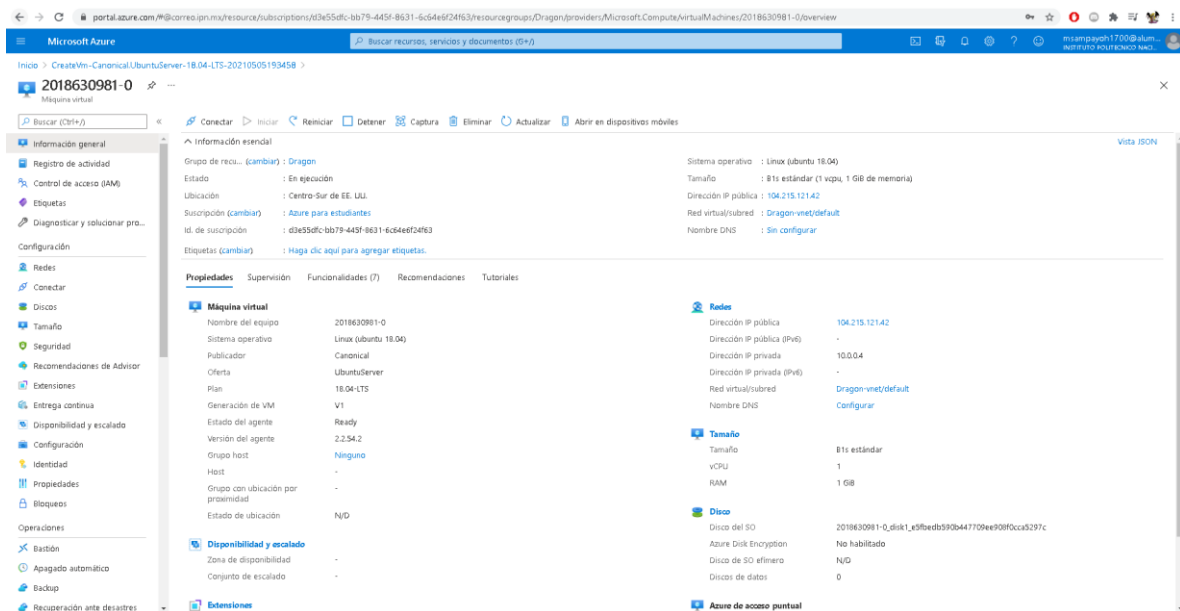 portal.azure.com/#@correo.ipn.mx/resource/subscriptions/d3e55dfc-bb79-445f-8631-6c64e6f24f63/resourcegroups/Dragon/providers/Microsoft.Compute/virtualMachines/2018630981-0/overview
Microsoft Azure
Buscar recursos, servicios y documentos (G+/)
msampayoh1700@alum...
INSTITUTO POLITECNICO NACI...
Inicio > CreateVm-Canonical.UbuntuServer-18.04-LTS-20210505193458 >
2018630981-0
Máquina virtual
Buscar (Ctrl+/)
Conectar Iniciar Reiniciar Detener Captura Eliminar Actualizar Abrir en dispositivos móviles
Información general
Registro de actividad
Control de acceso (IAM)
Etiquetas
Diagnosticar y solucionar pro...
Configuración
Redes
Conectar
Discos
Tamaño
Seguridad
Recomendaciones de Advisor
Extensiones
Entrega continua
Disponibilidad y escalado
Configuración
Identidad
Propiedades
Bloqueos
Operaciones
Bastión
Apagado automático
Backup
Recuperación ante desastres
Información esencial
Vista JSON
Grupo de recu... (cambiar) : Dragon
Estado : En ejecución
Ubicación : Centro-Sur de EE. UU.
Suscripción (cambiar) : Azure para estudiantes
Id. de suscripción : d3e55dfc-bb79-445f-8631-6c64e6f24f63
Etiquetas (cambiar) : Haga clic aquí para agregar etiquetas.
Sistema operativo : Linux (ubuntu 18.04)
Tamaño : B1s estándar (1 vcpu, 1 GiB de memoria)
Dirección IP pública : 104.215.121.42
Red virtual/subred : Dragon-vnet/default
Nombre DNS : Sin configurar
Propiedades Supervisión Funcionalidades (7) Recomendaciones Tutoriales
Máquina virtual
Nombre del equipo 2018630981-0
Sistema operativo Linux (ubuntu 18.04)
Publicador Canonical
Oferta UbuntuServer
Plan 18.04-LTS
Generación de VM V1
Estado del agente Ready
Versión del agente 2.2.54.2
Grupo host Ninguno
Host -
Grupo con ubicación por proximidad -
Estado de ubicación N/D
Disponibilidad y escalado
Zona de disponibilidad -
Conjunto de escalado -
Extensiones
Redes
Dirección IP pública 104.215.121.42
Dirección IP pública (IPv6) -
Dirección IP privada 10.0.0.4
Dirección IP privada (IPv6) -
Red virtual/subred Dragon-vnet/default
Nombre DNS Configurar
Tamaño
Tamaño B1s estándar
vCPU 1
RAM 1 GiB
Disco
Disco del SO 2018630981-0_disk1_e5fbedb590b447709ee908f0cca5297c
Azure Disk Encryption No habilitado
Disco de SO efímero N/D
Discos de datos 0
Azure de acceso puntual